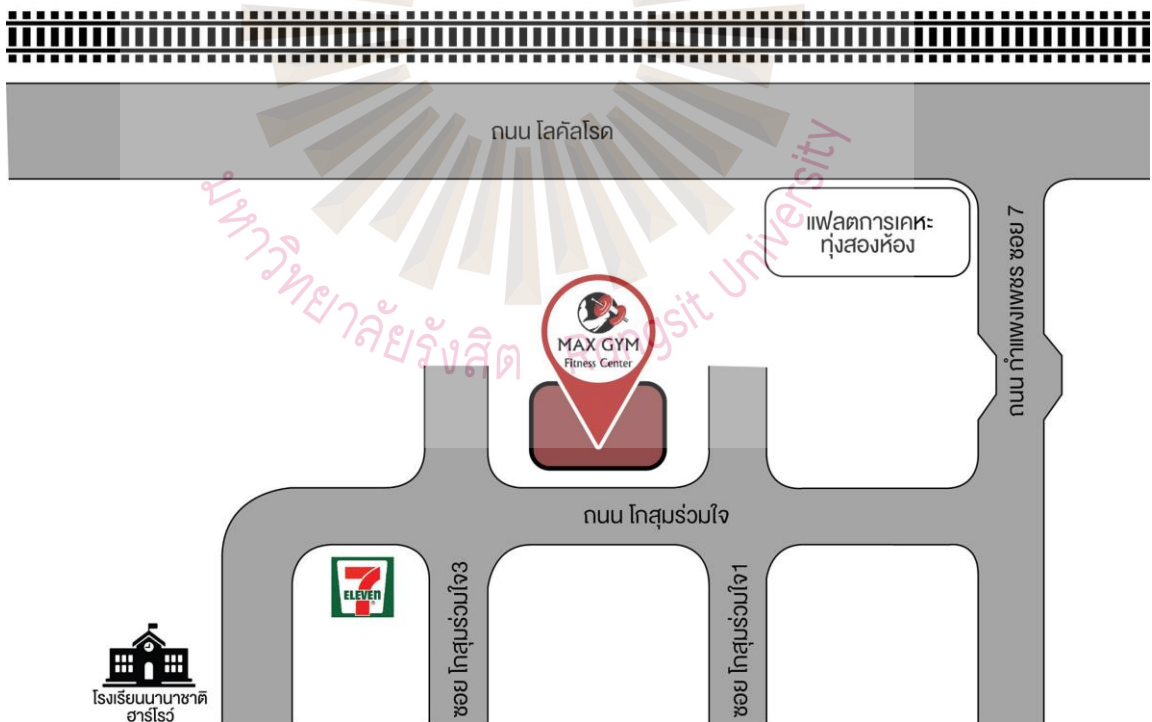 ถนน โลคัลโรด
แฟลตการเคหะ
ทุ่งสองห้อง
ถนน กำแพงเพชร ซอย 7
มหาวิทยาลัยรังสิต Rangsit University
MAX GYM
Fitness Center
ถนน โกสุมร่วมใจ
7
ELEVEN
ซอย โกสุมร่วมใจ3
ซอย โกสุมร่วมใจ1
โรงเรียนนานาชาติ
ฮาร์โรว์